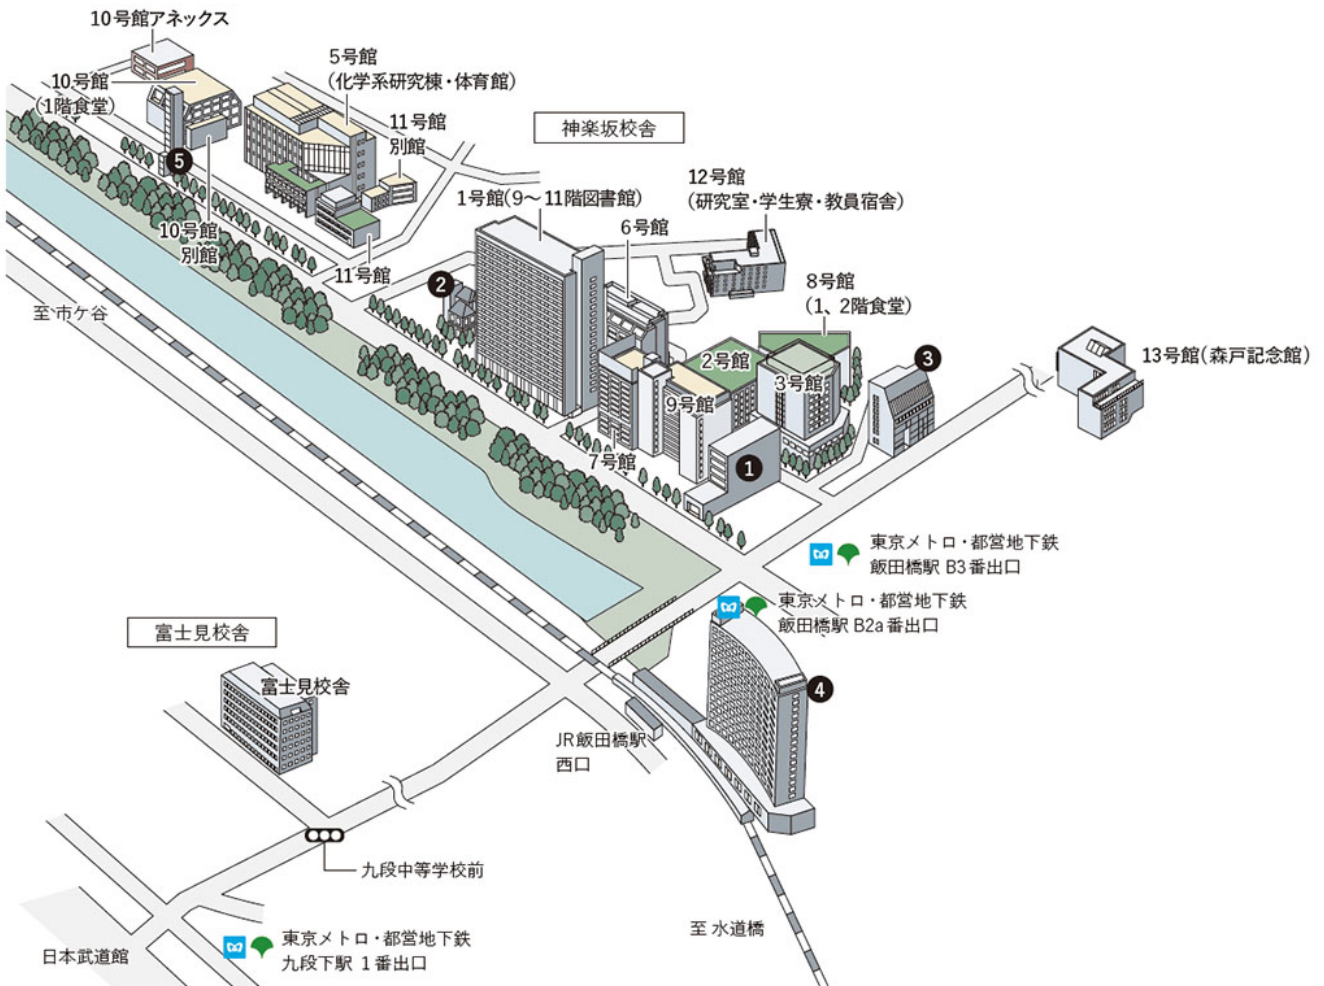 10号館アネックス
10号館
(1階食堂)
5号館
(化学系研究棟・体育館)
11号館
別館
神楽坂校舎
5
10号館
別館
11号館
1号館(9〜11階図書館)
12号館
(研究室・学生寮・教員宿舎)
6号館
2
8号館
(1、2階食堂)
2号館
3号館
3
13号館(森戸記念館)
9号館
7号館
1
至 市ケ谷
東京メトロ・都営地下鉄
飯田橋駅 B3番出口
東京メトロ・都営地下鉄
飯田橋駅 B2a番出口
4
富士見校舎
富士見校舎
JR飯田橋駅
西口
九段中等学校前
至 水道橋
日本武道館
東京メトロ・都営地下鉄
九段下駅 1番出口